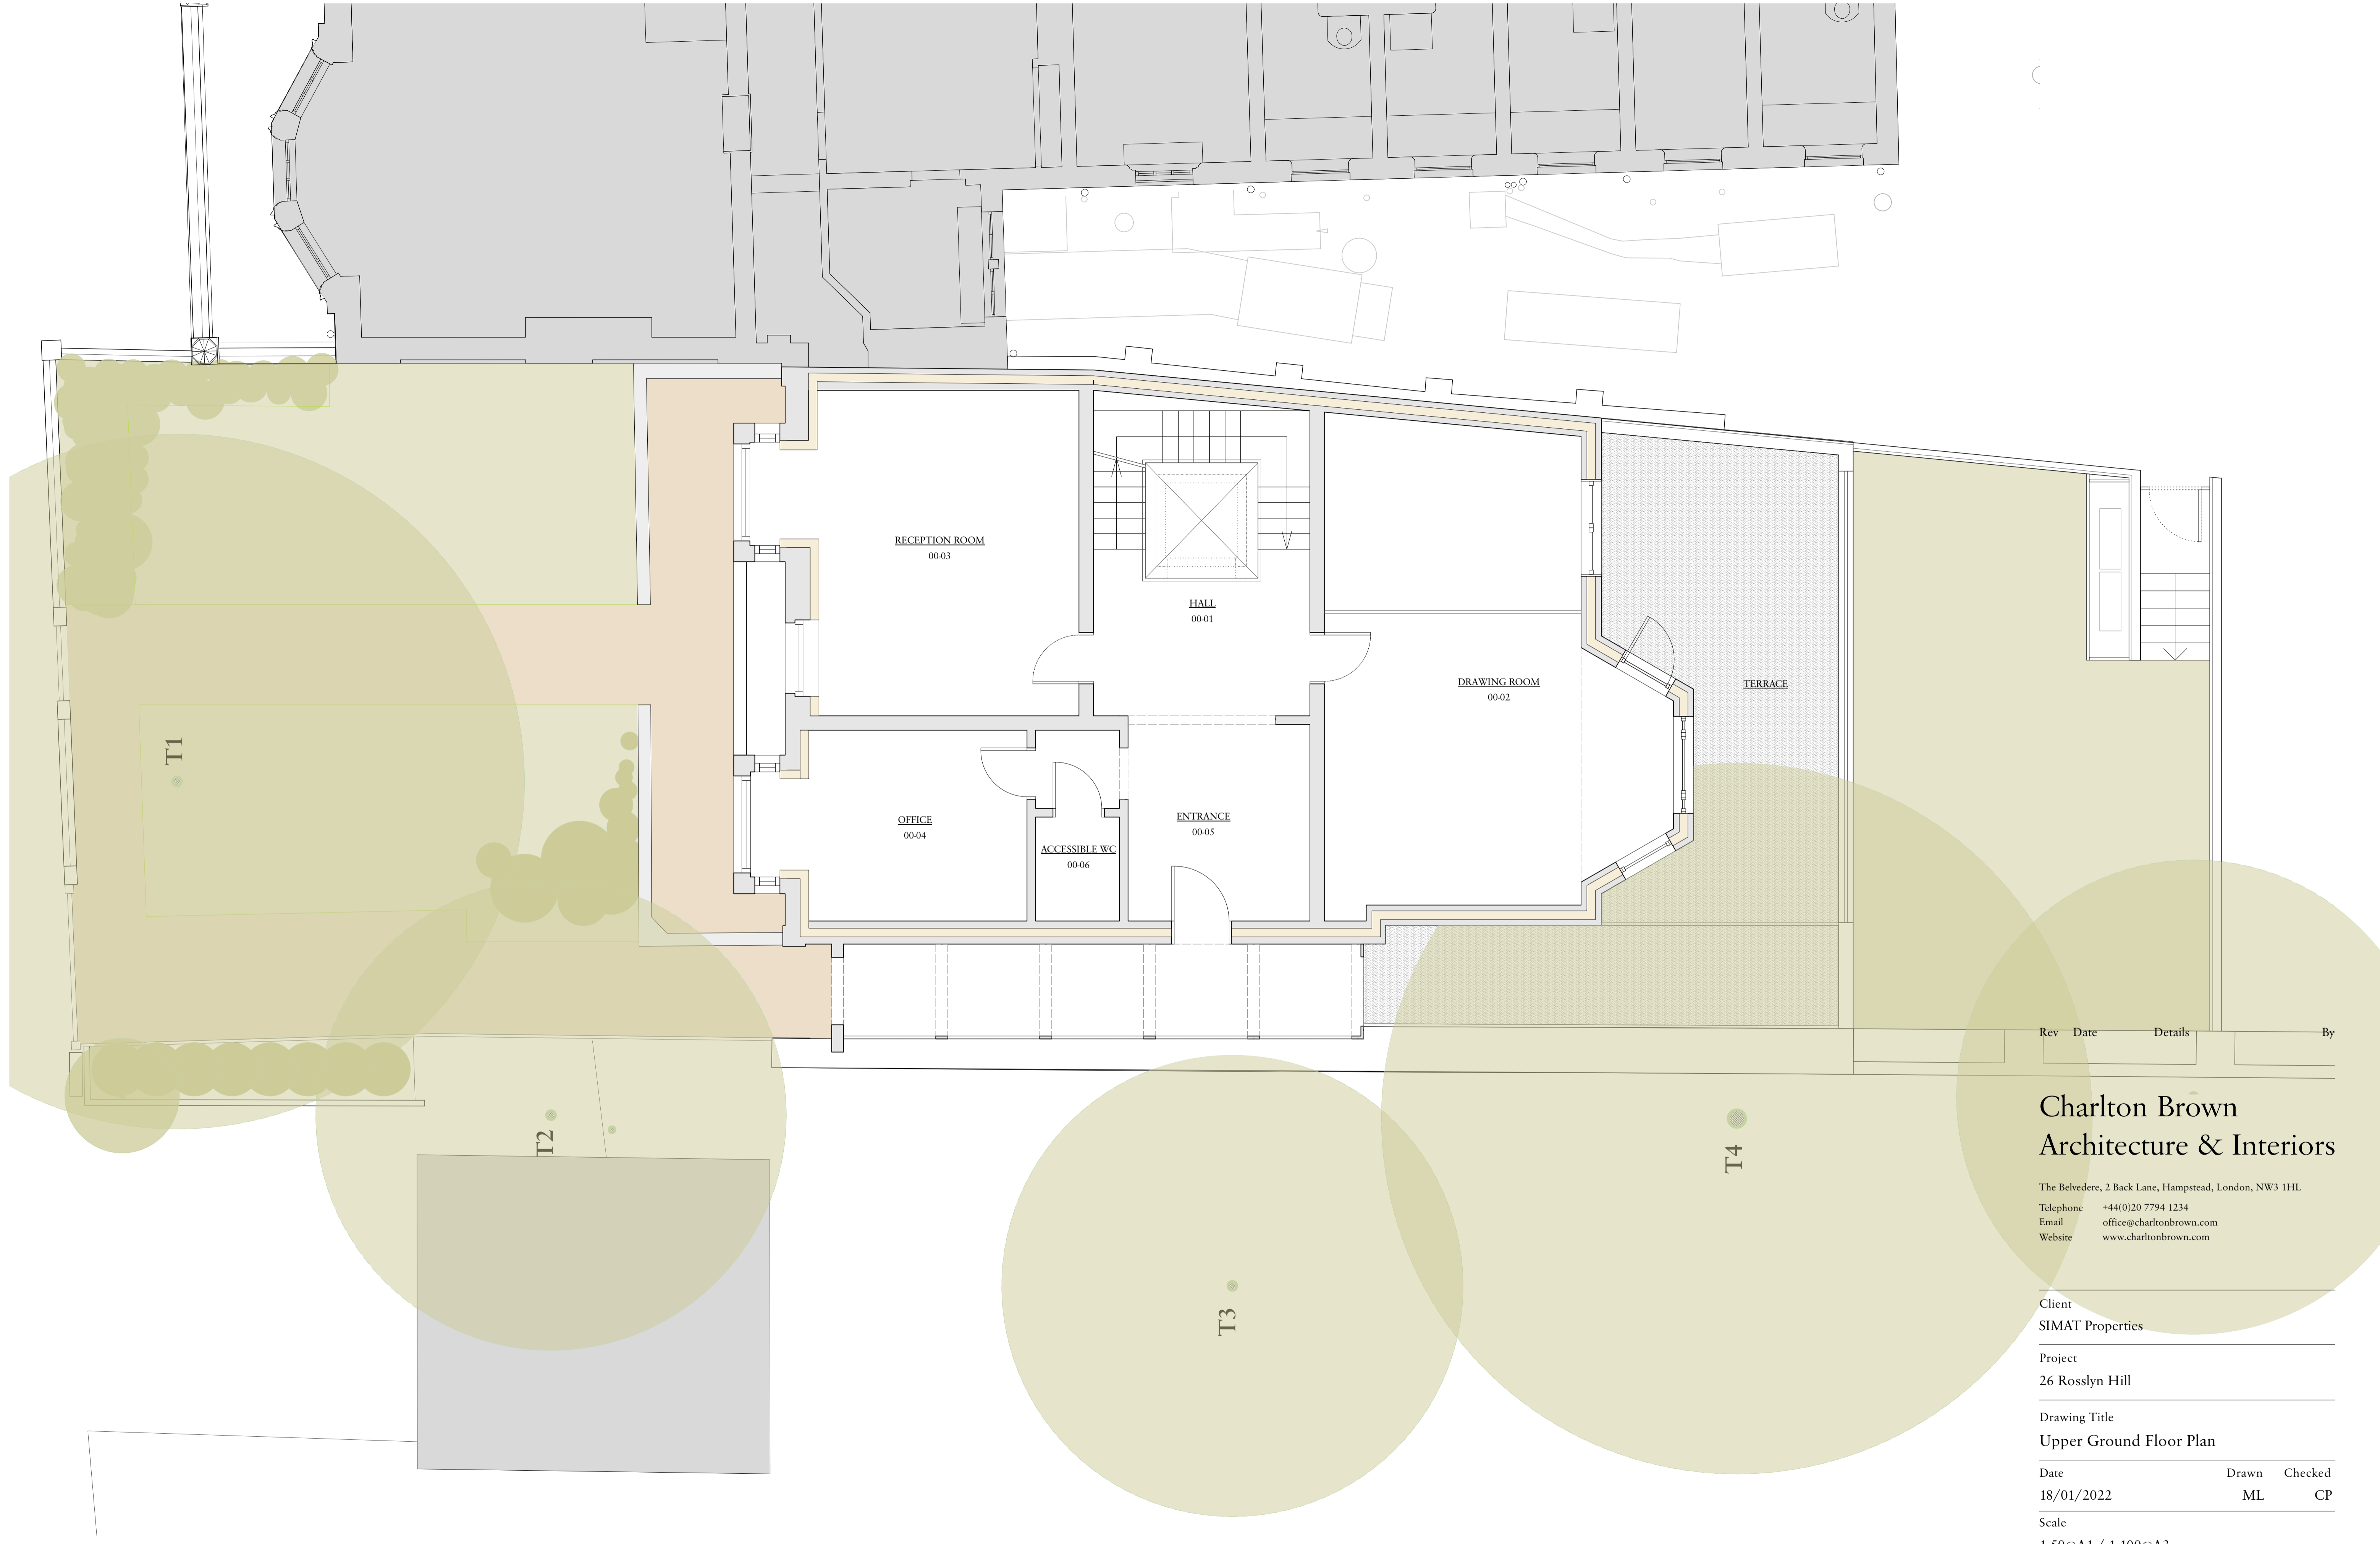 RECEPTION ROOM
00-03
HALL
00-01
DRAWING ROOM
00-02
TERRACE
T1
OFFICE
00-04
ENTRANCE
00-05
ACCESSIBLE WC
00-06
T2
T3
T4
Rev Date Details By
Charlton Brown
Architecture & Interiors
The Belvedere, 2 Back Lane, Hampstead, London, NW3 1HL
Telephone +44(0)20 7794 1234
Email office@charltonbrown.com
Website www.charltonbrown.com
Client
SIMAT Properties
Project
26 Rosslyn Hill
Drawing Title
Upper Ground Floor Plan
Date Drawn Checked
18/01/2022 ML CP
Scale